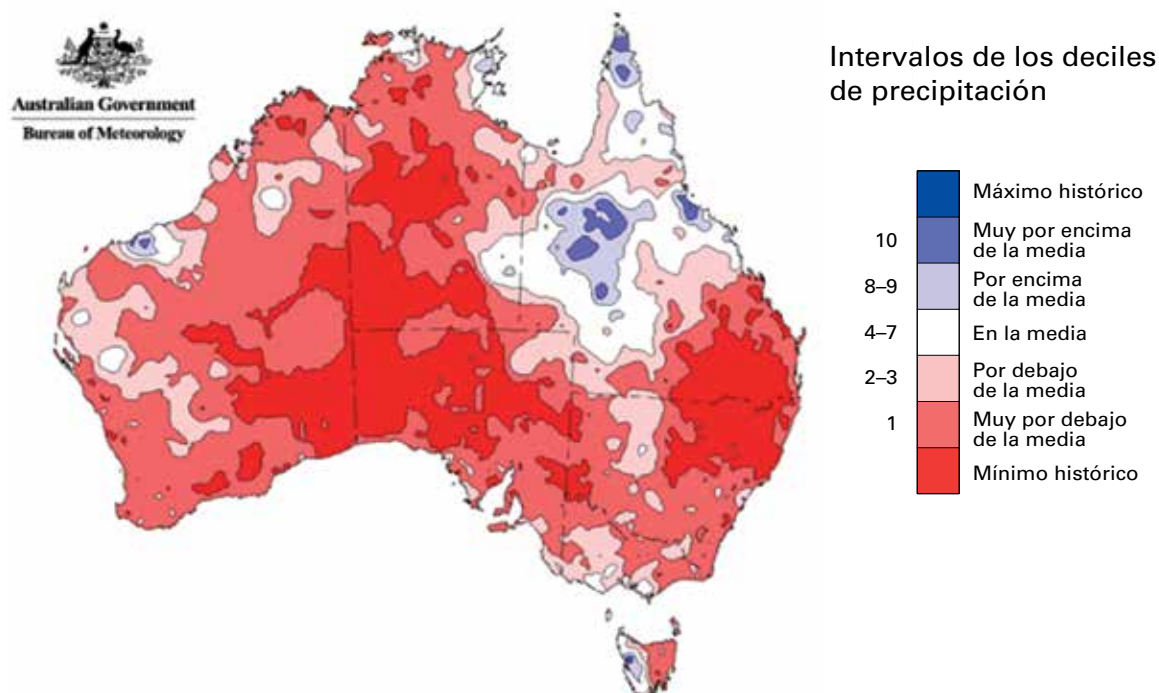 Australian Government
Bureau of Meteorology
Intervalos de los deciles
de precipitación
Máximo histórico
10 Muy por encima
de la media
8–9 Por encima
de la media
4–7 En la media
2–3 Por debajo
de la media
1 Muy por debajo
de la media
Mínimo histórico